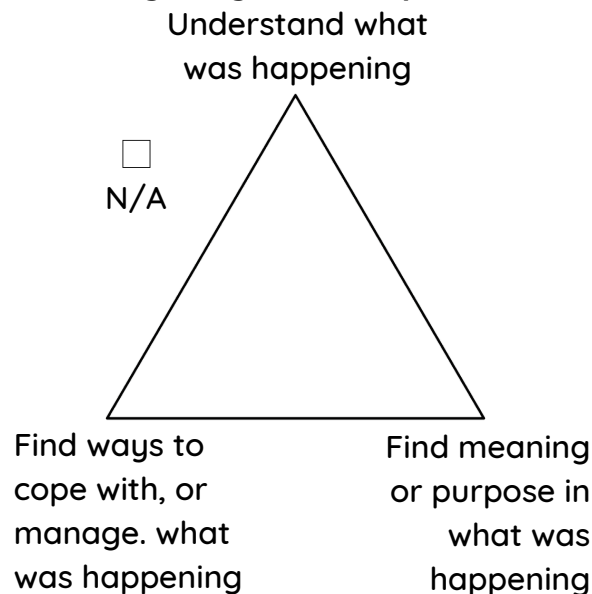 Understand what
was happening
N/A
Find ways to
cope with, or
manage. what
was happening
Find meaning
or purpose in
what was
happening